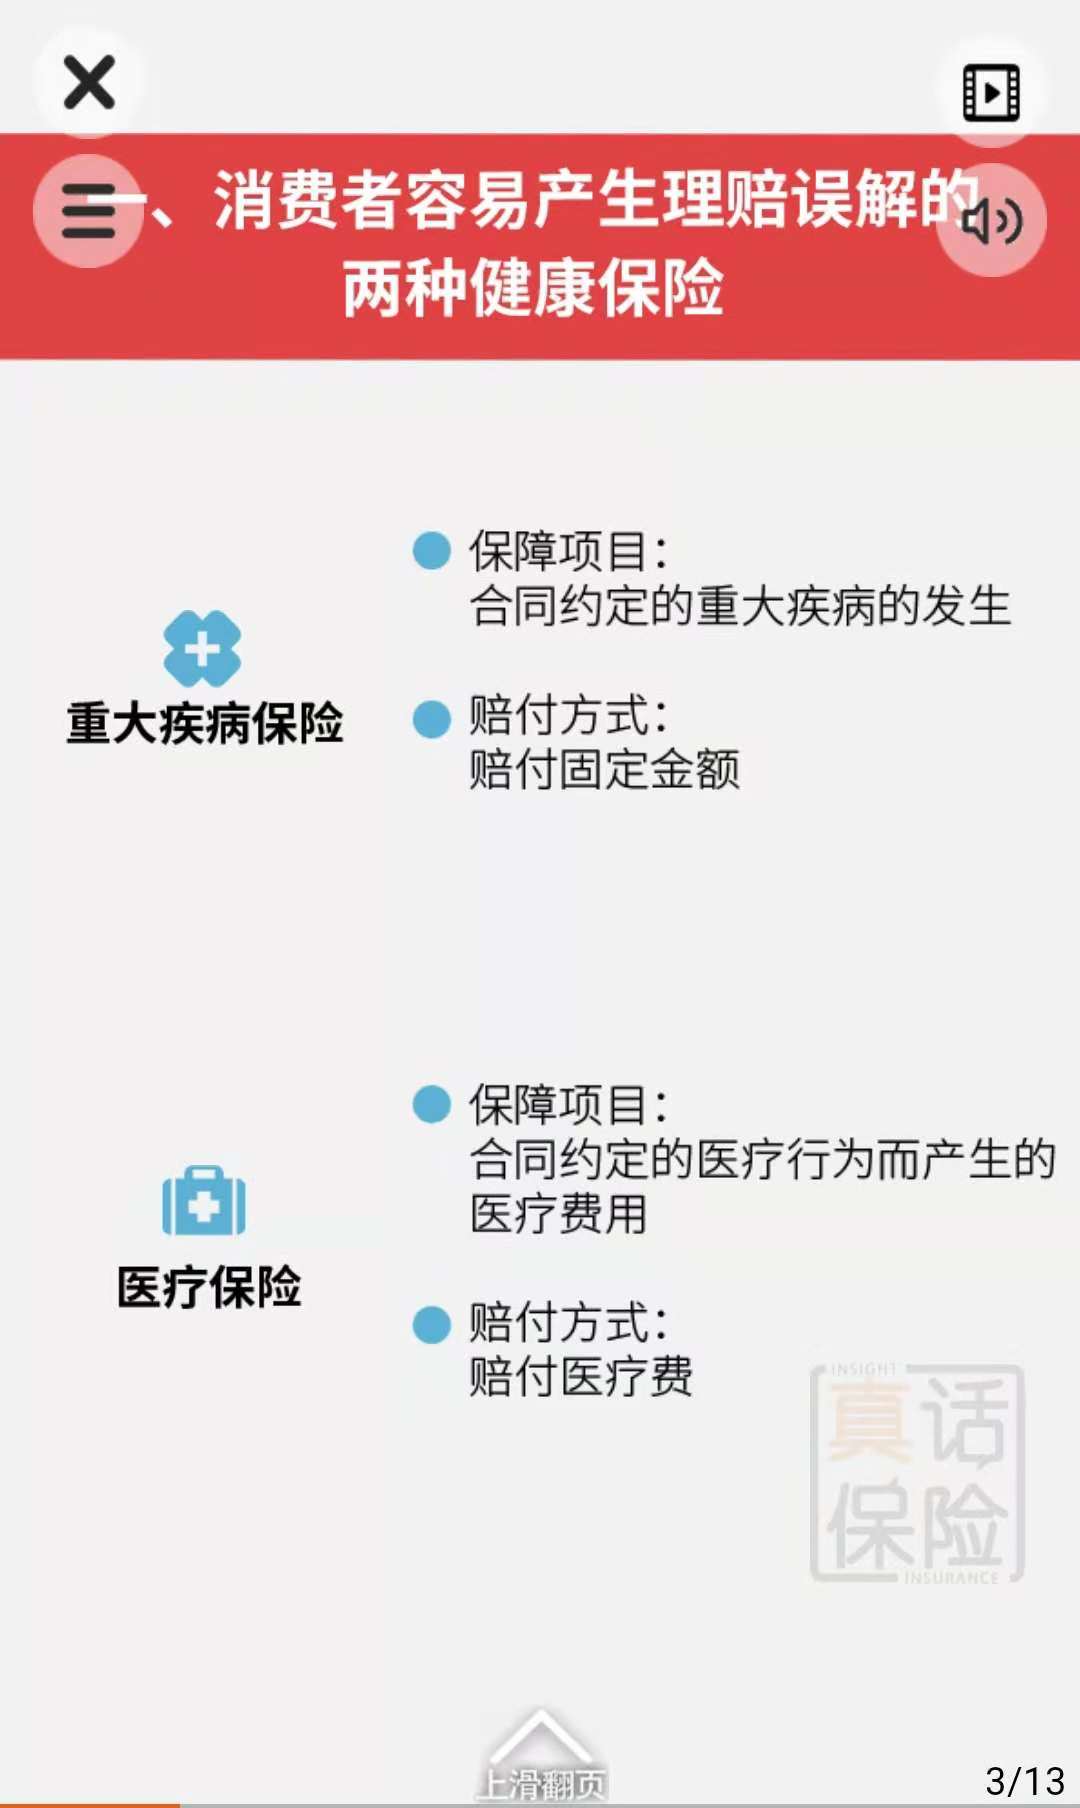 一、消费者容易产生理赔误解的
两种健康保险
保障项目：
合同约定的重大疾病的发生
重大疾病保险
赔付方式：
赔付固定金额
保障项目：
合同约定的医疗行为而产生的
医疗费用
医疗保险
赔付方式：
赔付医疗费
INSIGHT
真话
保险
INSURANCE
上滑翻页
3/13